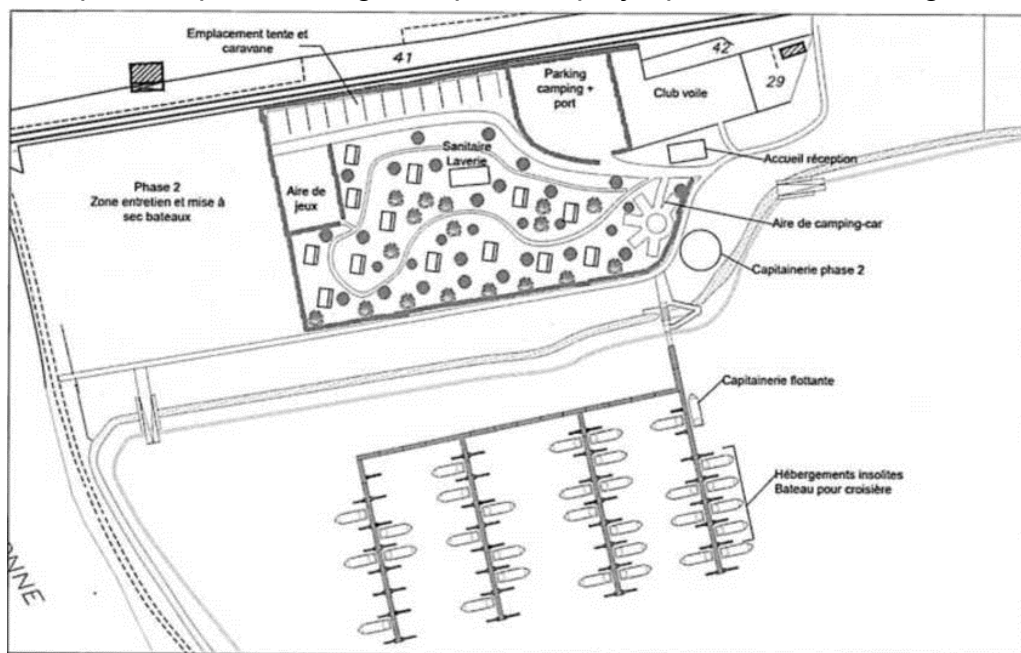 Emplacement tente et
caravane
41
42
29
Parking
camping +
port
Club voile
Sanitaire
Laverie
Accueil réception
Phase 2
Zone entretien et mise à
sec bateaux
Aire de
jeux
Aire de camping-car
Capitainerie phase 2
Capitainerie flottante
Hébergements insolites
Bateau pour croisière
ONNE